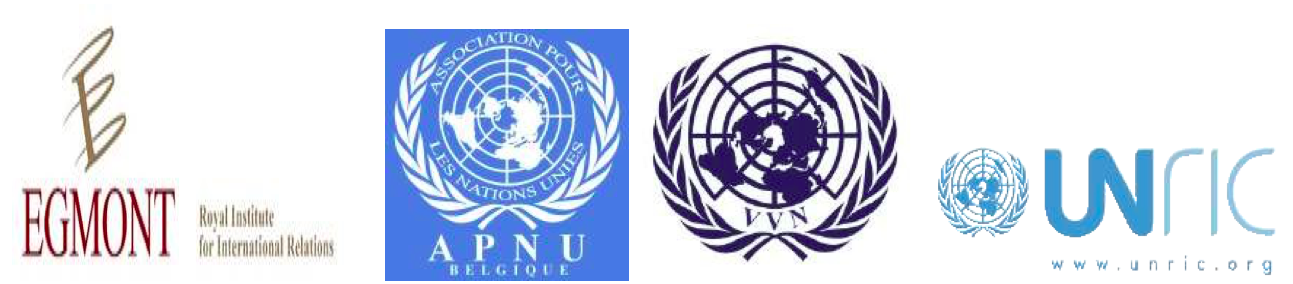 EGMONT
Royal Institute
for International Relations
ASSOCIATION POUR
LES NATIONS UNIES
APNU
BELGIQUE
VVN
UNRIC
www.unric.org